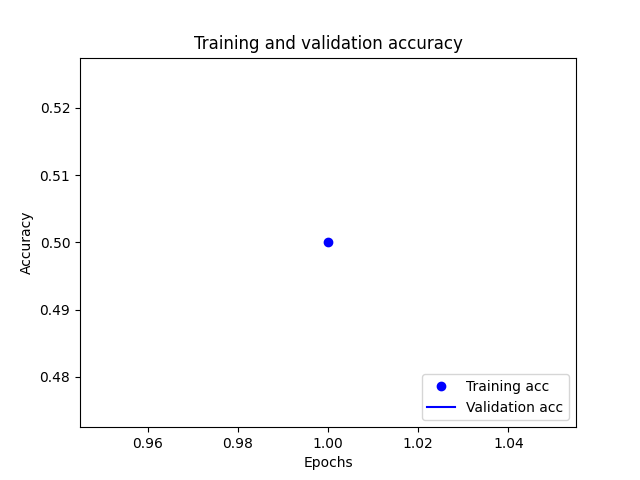 Training and validation accuracy
0.52
0.51
0.50
0.49
0.48
Accuracy
Training acc
Validation acc
0.96 0.98 1.00 1.02 1.04
Epochs